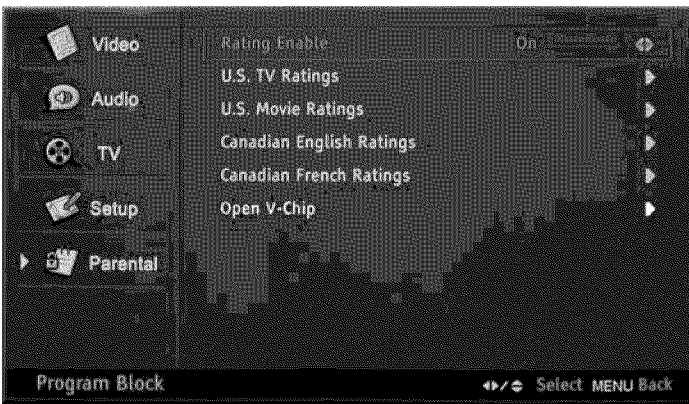 Video
Audio
TV
Setup
Parental
Rating Enable On
U.S. TV Ratings
U.S. Movie Ratings
Canadian English Ratings
Canadian French Ratings
Open V-Chip
Program Block
Select MENU Back